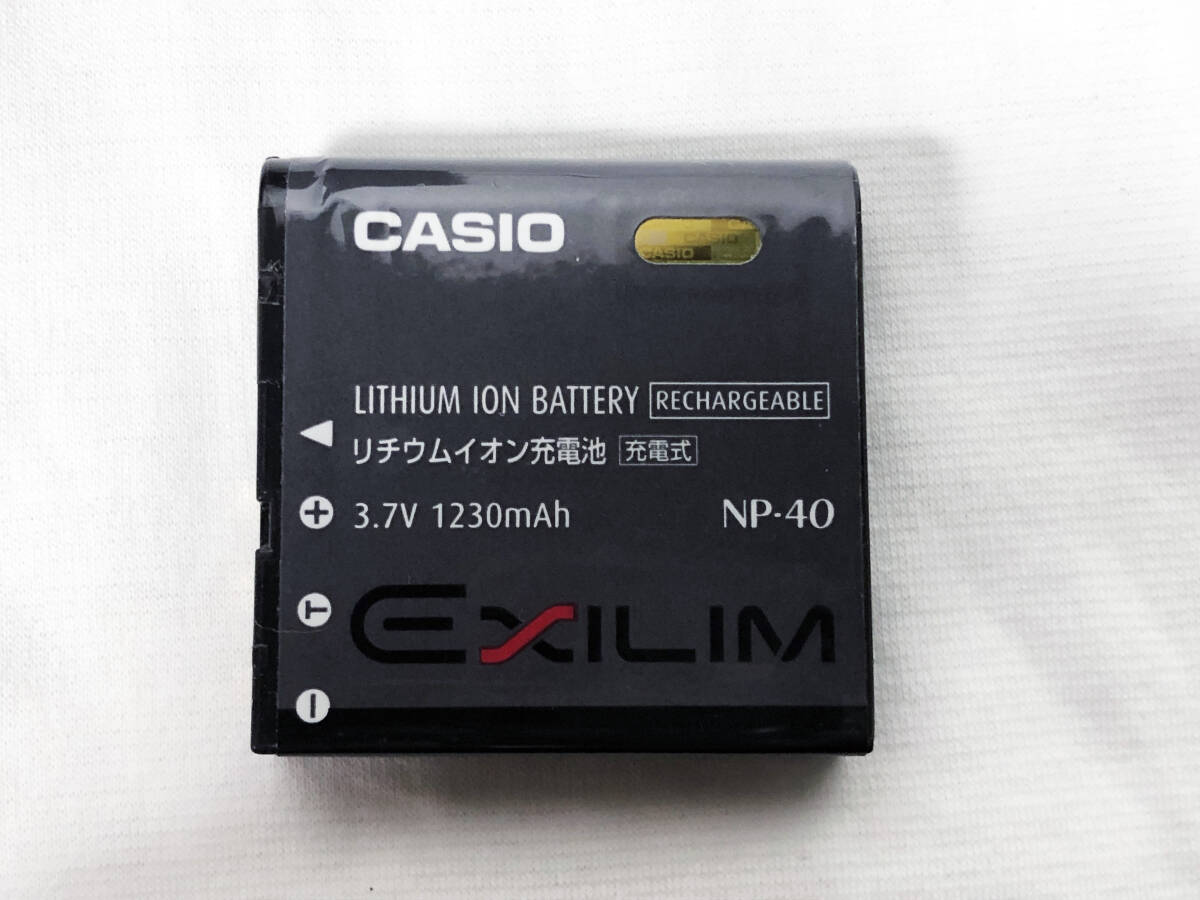 CASIO
CASIO
CASIO
LITHIUM ION BATTERY RECHARGEABLE
リチウムイオン充電池 充電式
+ 3.7V 1230mAh NP-40
T EXILIM
−